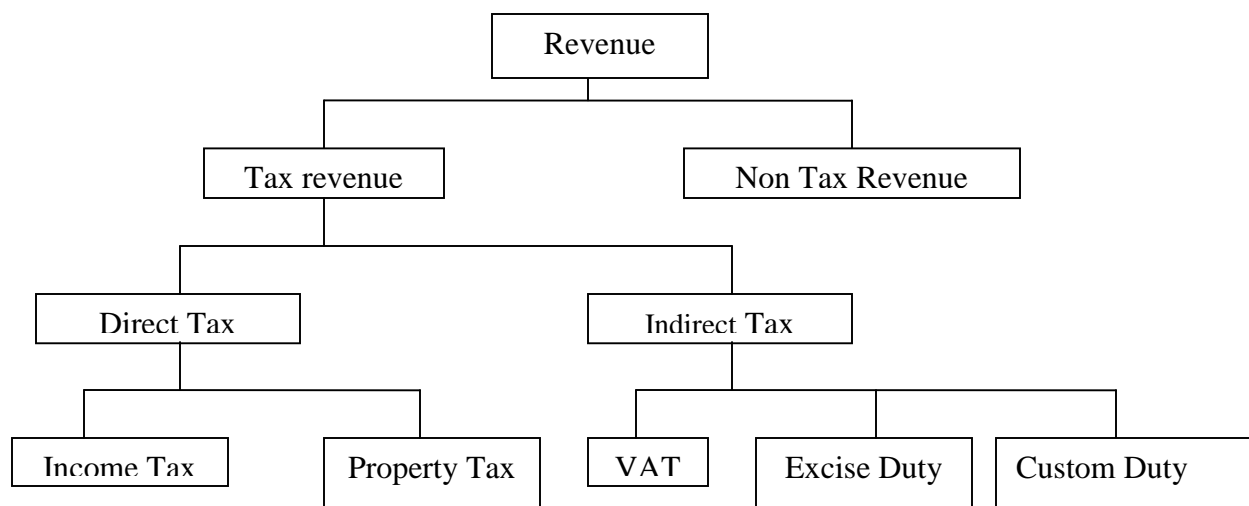 Revenue
Tax revenue
Non Tax Revenue
Direct Tax
Indirect Tax
Income Tax
Property Tax
VAT
Excise Duty
Custom Duty